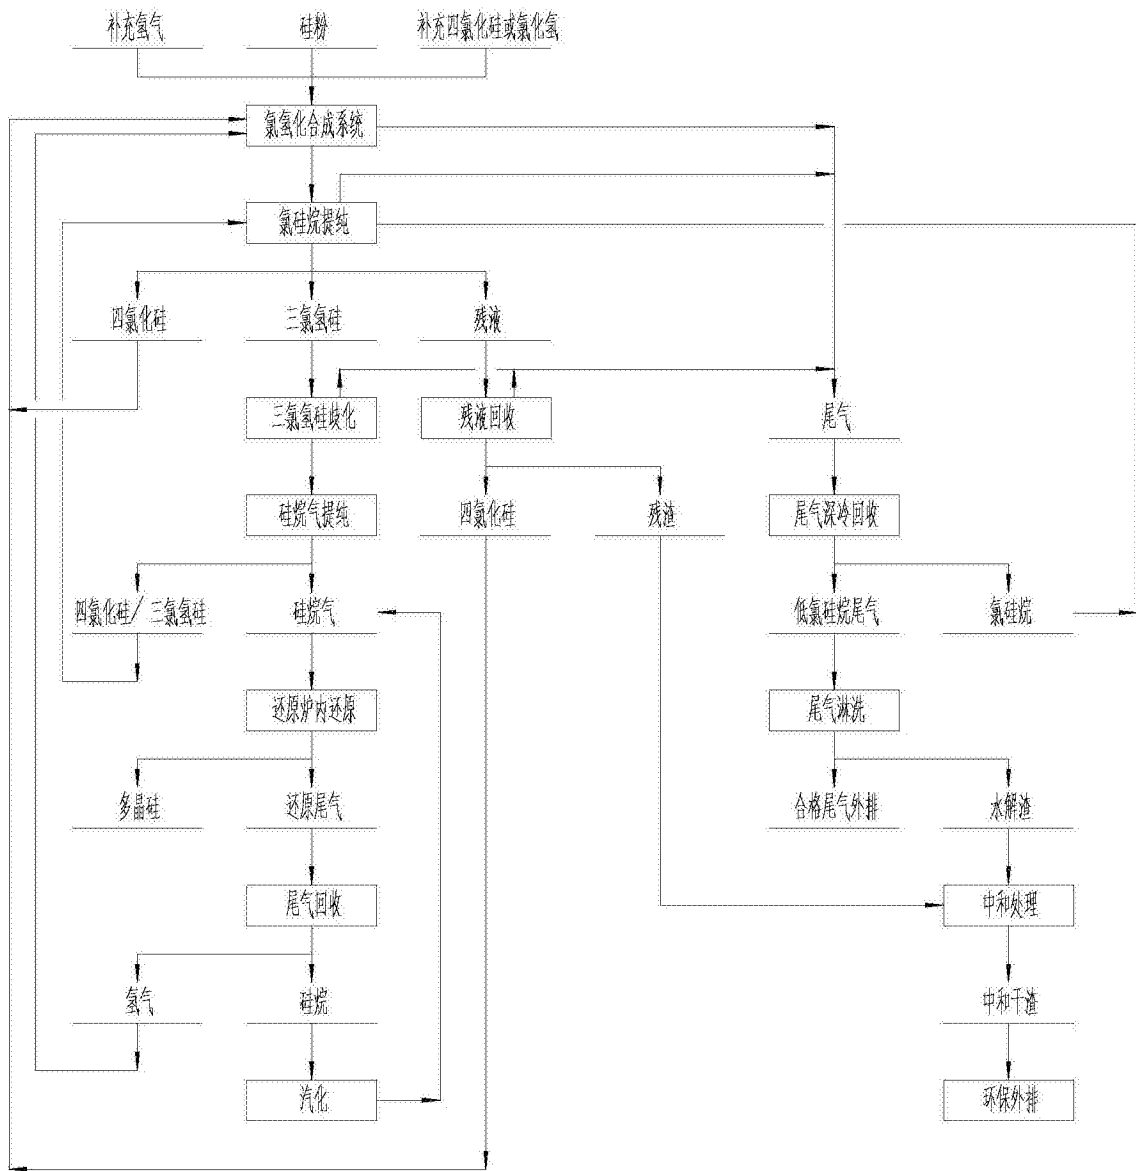 补充氢气
硅粉
补充四氯化硅或氯化氢
氯氢化合成系统
氯硅烷提纯
四氯化硅
三氯氢硅
残液
三氯氢硅歧化
残液回收
尾气
硅烷气提纯
四氯化硅
残渣
尾气深冷回收
四氯化硅/三氯氢硅
硅烷气
低氯硅烷尾气
氯硅烷
还原炉内还原
尾气淋洗
多晶硅
还原尾气
合格尾气外排
水解渣
尾气回收
中和处理
氢气
硅烷
中和干渣
汽化
环保外排